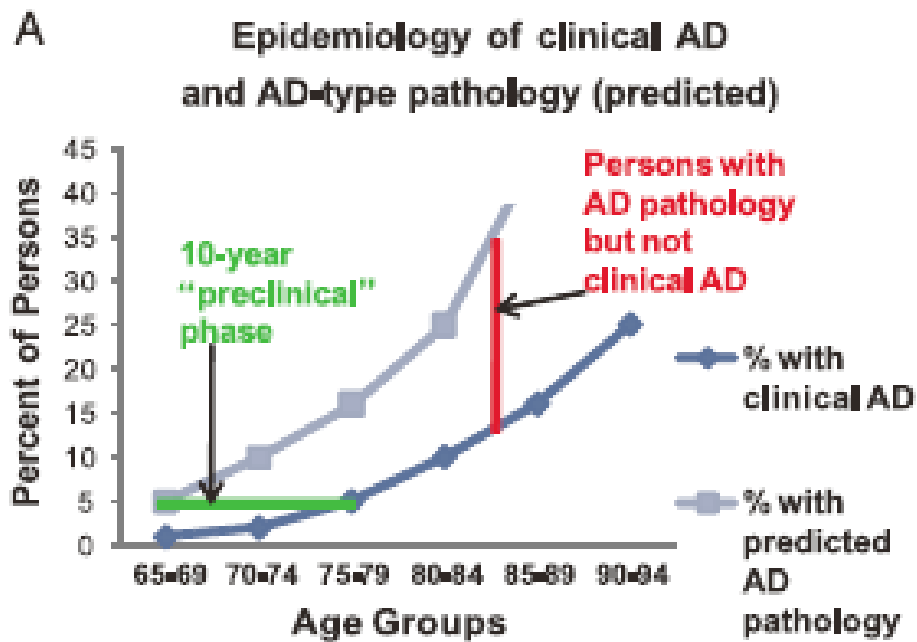 A
Epidemiology of clinical AD
and AD-type pathology (predicted)
45
40
35
30
25
20
15
10
5
0
Percent of Persons
10-year
“preclinical”
phase
Persons with
AD pathology
but not
clinical AD
% with
clinical AD
% with
predicted
AD
pathology
65-69 70-74 75-79 80-84 85-89 90-94
Age Groups